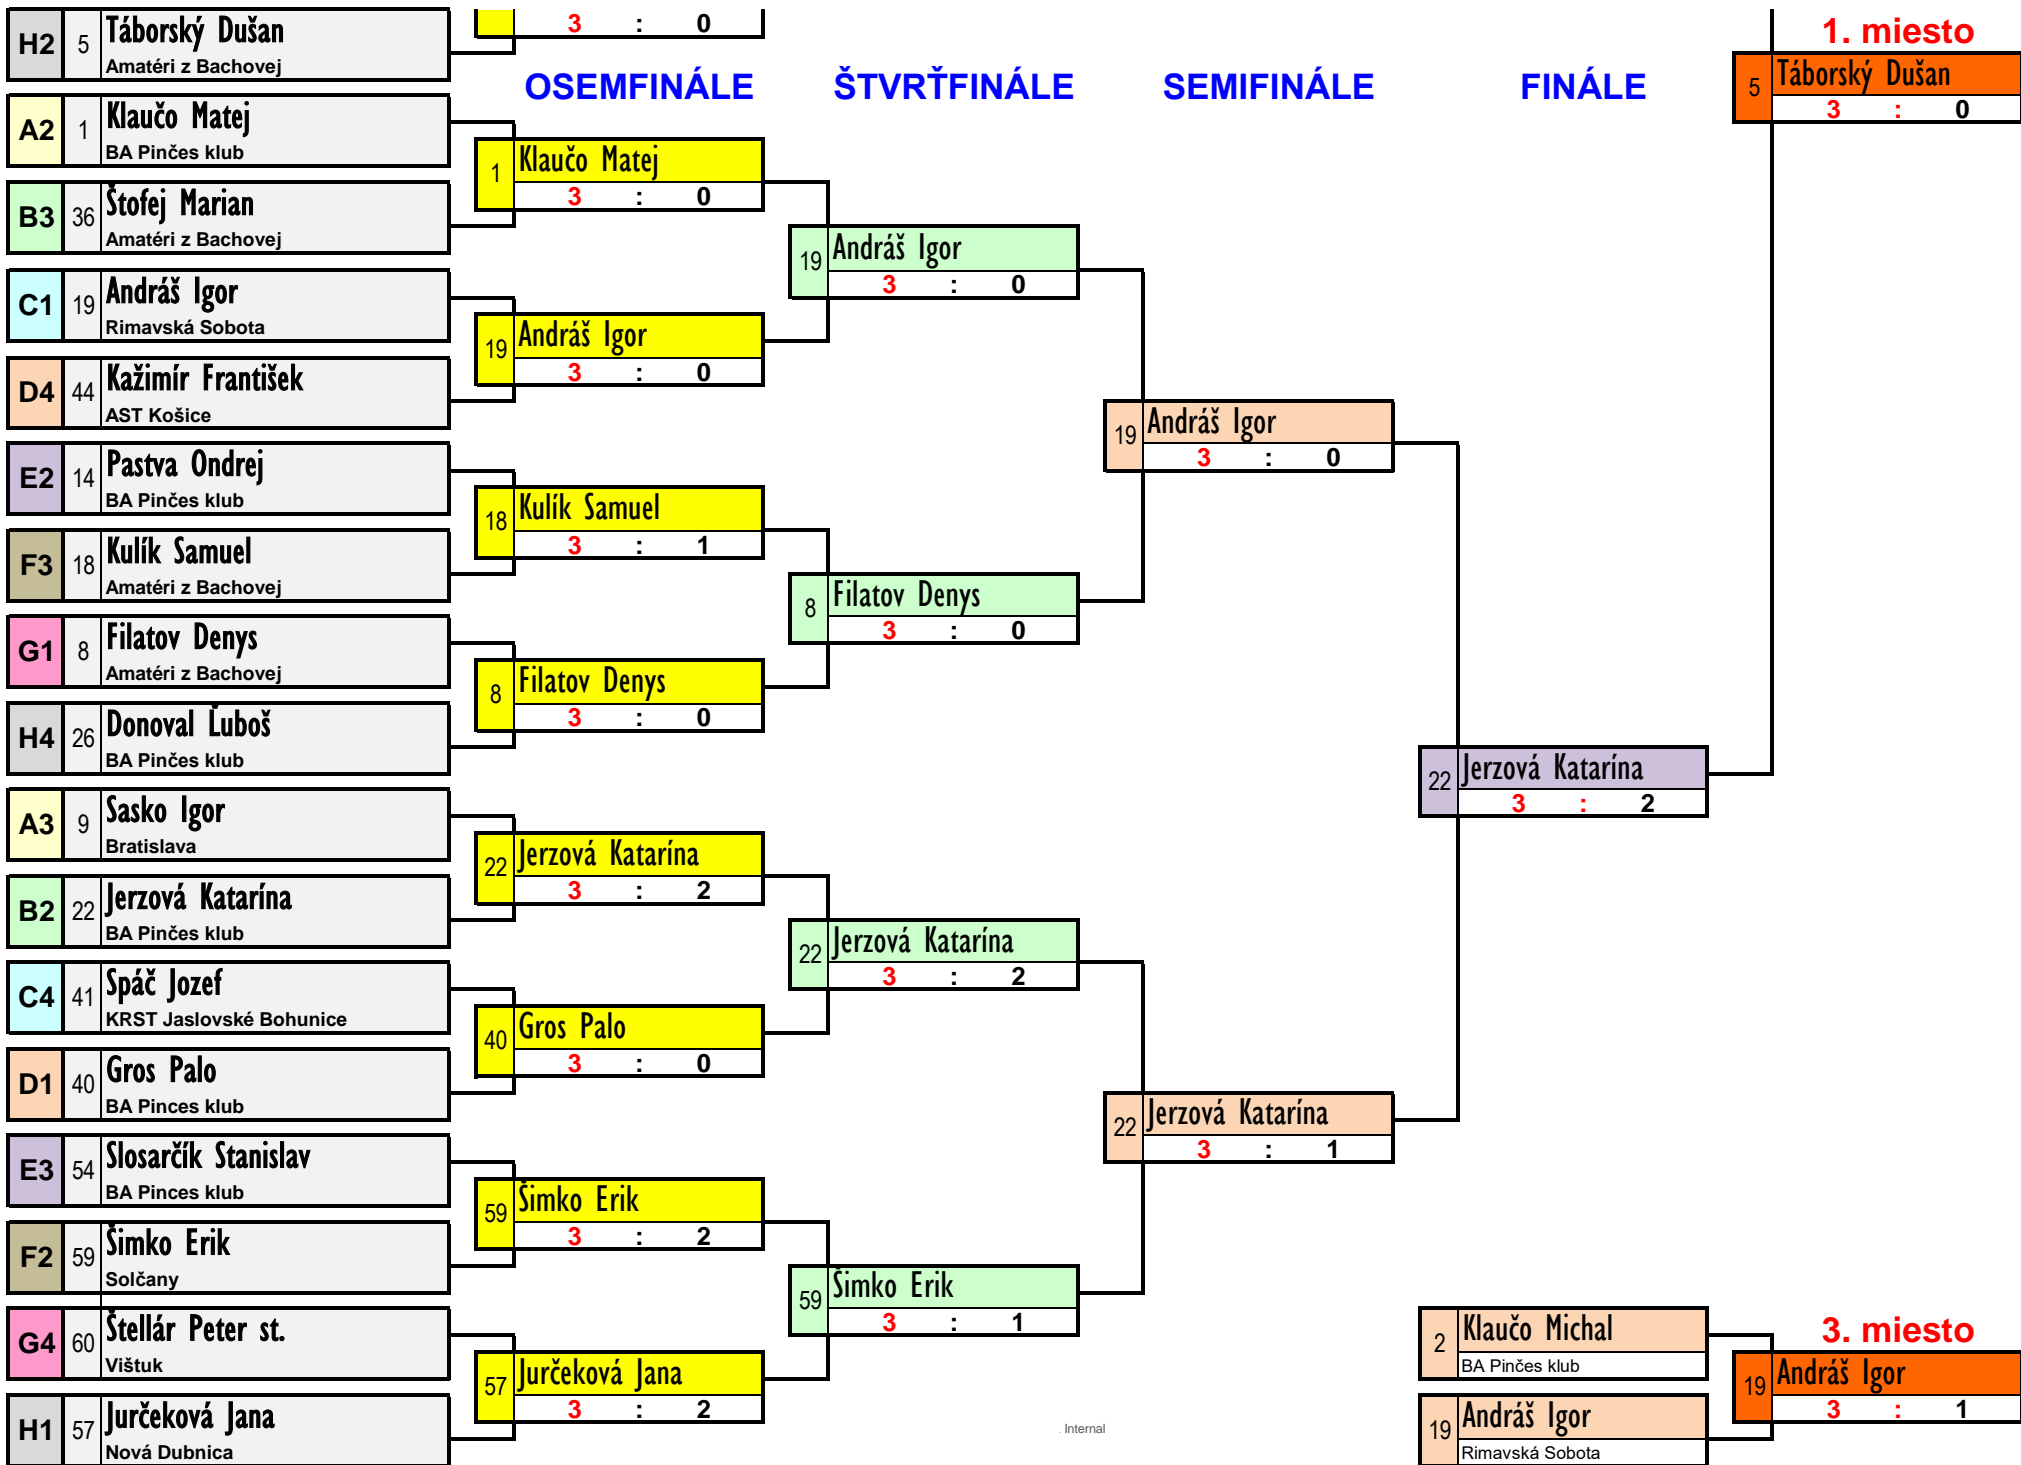 H2 5 Táborský Dušan
Amatéri z Bachovej
3 : 0
1. miesto
5 Táborský Dušan
3 : 0
OSEMFINÁLE ŠTVRŤFINÁLE SEMIFINÁLE FINÁLE
A2 1 Klaučo Matej
BA Pinčes klub
1 Klaučo Matej
3 : 0
B3 36 Štofej Marian
Amatéri z Bachovej
19 Andráš Igor
3 : 0
C1 19 Andráš Igor
Rimavská Sobota
19 Andráš Igor
3 : 0
D4 44 Kažimír František
AST Košice
19 Andráš Igor
3 : 0
E2 14 Pastva Ondrej
BA Pinčes klub
18 Kulík Samuel
3 : 1
F3 18 Kulík Samuel
Amatéri z Bachovej
8 Filatov Denys
3 : 0
G1 8 Filatov Denys
Amatéri z Bachovej
8 Filatov Denys
3 : 0
H4 26 Donoval Ľuboš
BA Pinčes klub
22 Jerzová Katarína
3 : 2
A3 9 Sasko Igor
Bratislava
22 Jerzová Katarína
3 : 2
B2 22 Jerzová Katarína
BA Pinčes klub
22 Jerzová Katarína
3 : 2
C4 41 Spáč Jozef
KRST Jaslovské Bohunice
40 Gros Palo
3 : 0
D1 40 Gros Palo
BA Pinces klub
22 Jerzová Katarína
3 : 1
E3 54 Slosarčík Stanislav
BA Pinces klub
59 Šimko Erik
3 : 2
F2 59 Šimko Erik
Solčany
59 Šimko Erik
3 : 1
G4 60 Štellár Peter st.
Vištuk
57 Jurčeková Jana
3 : 2
H1 57 Jurčeková Jana
Nová Dubnica
. Internal
2 Klaučo Michal
BA Pinčes klub
3. miesto
19 Andráš Igor
3 : 1
19 Andráš Igor
Rimavská Sobota